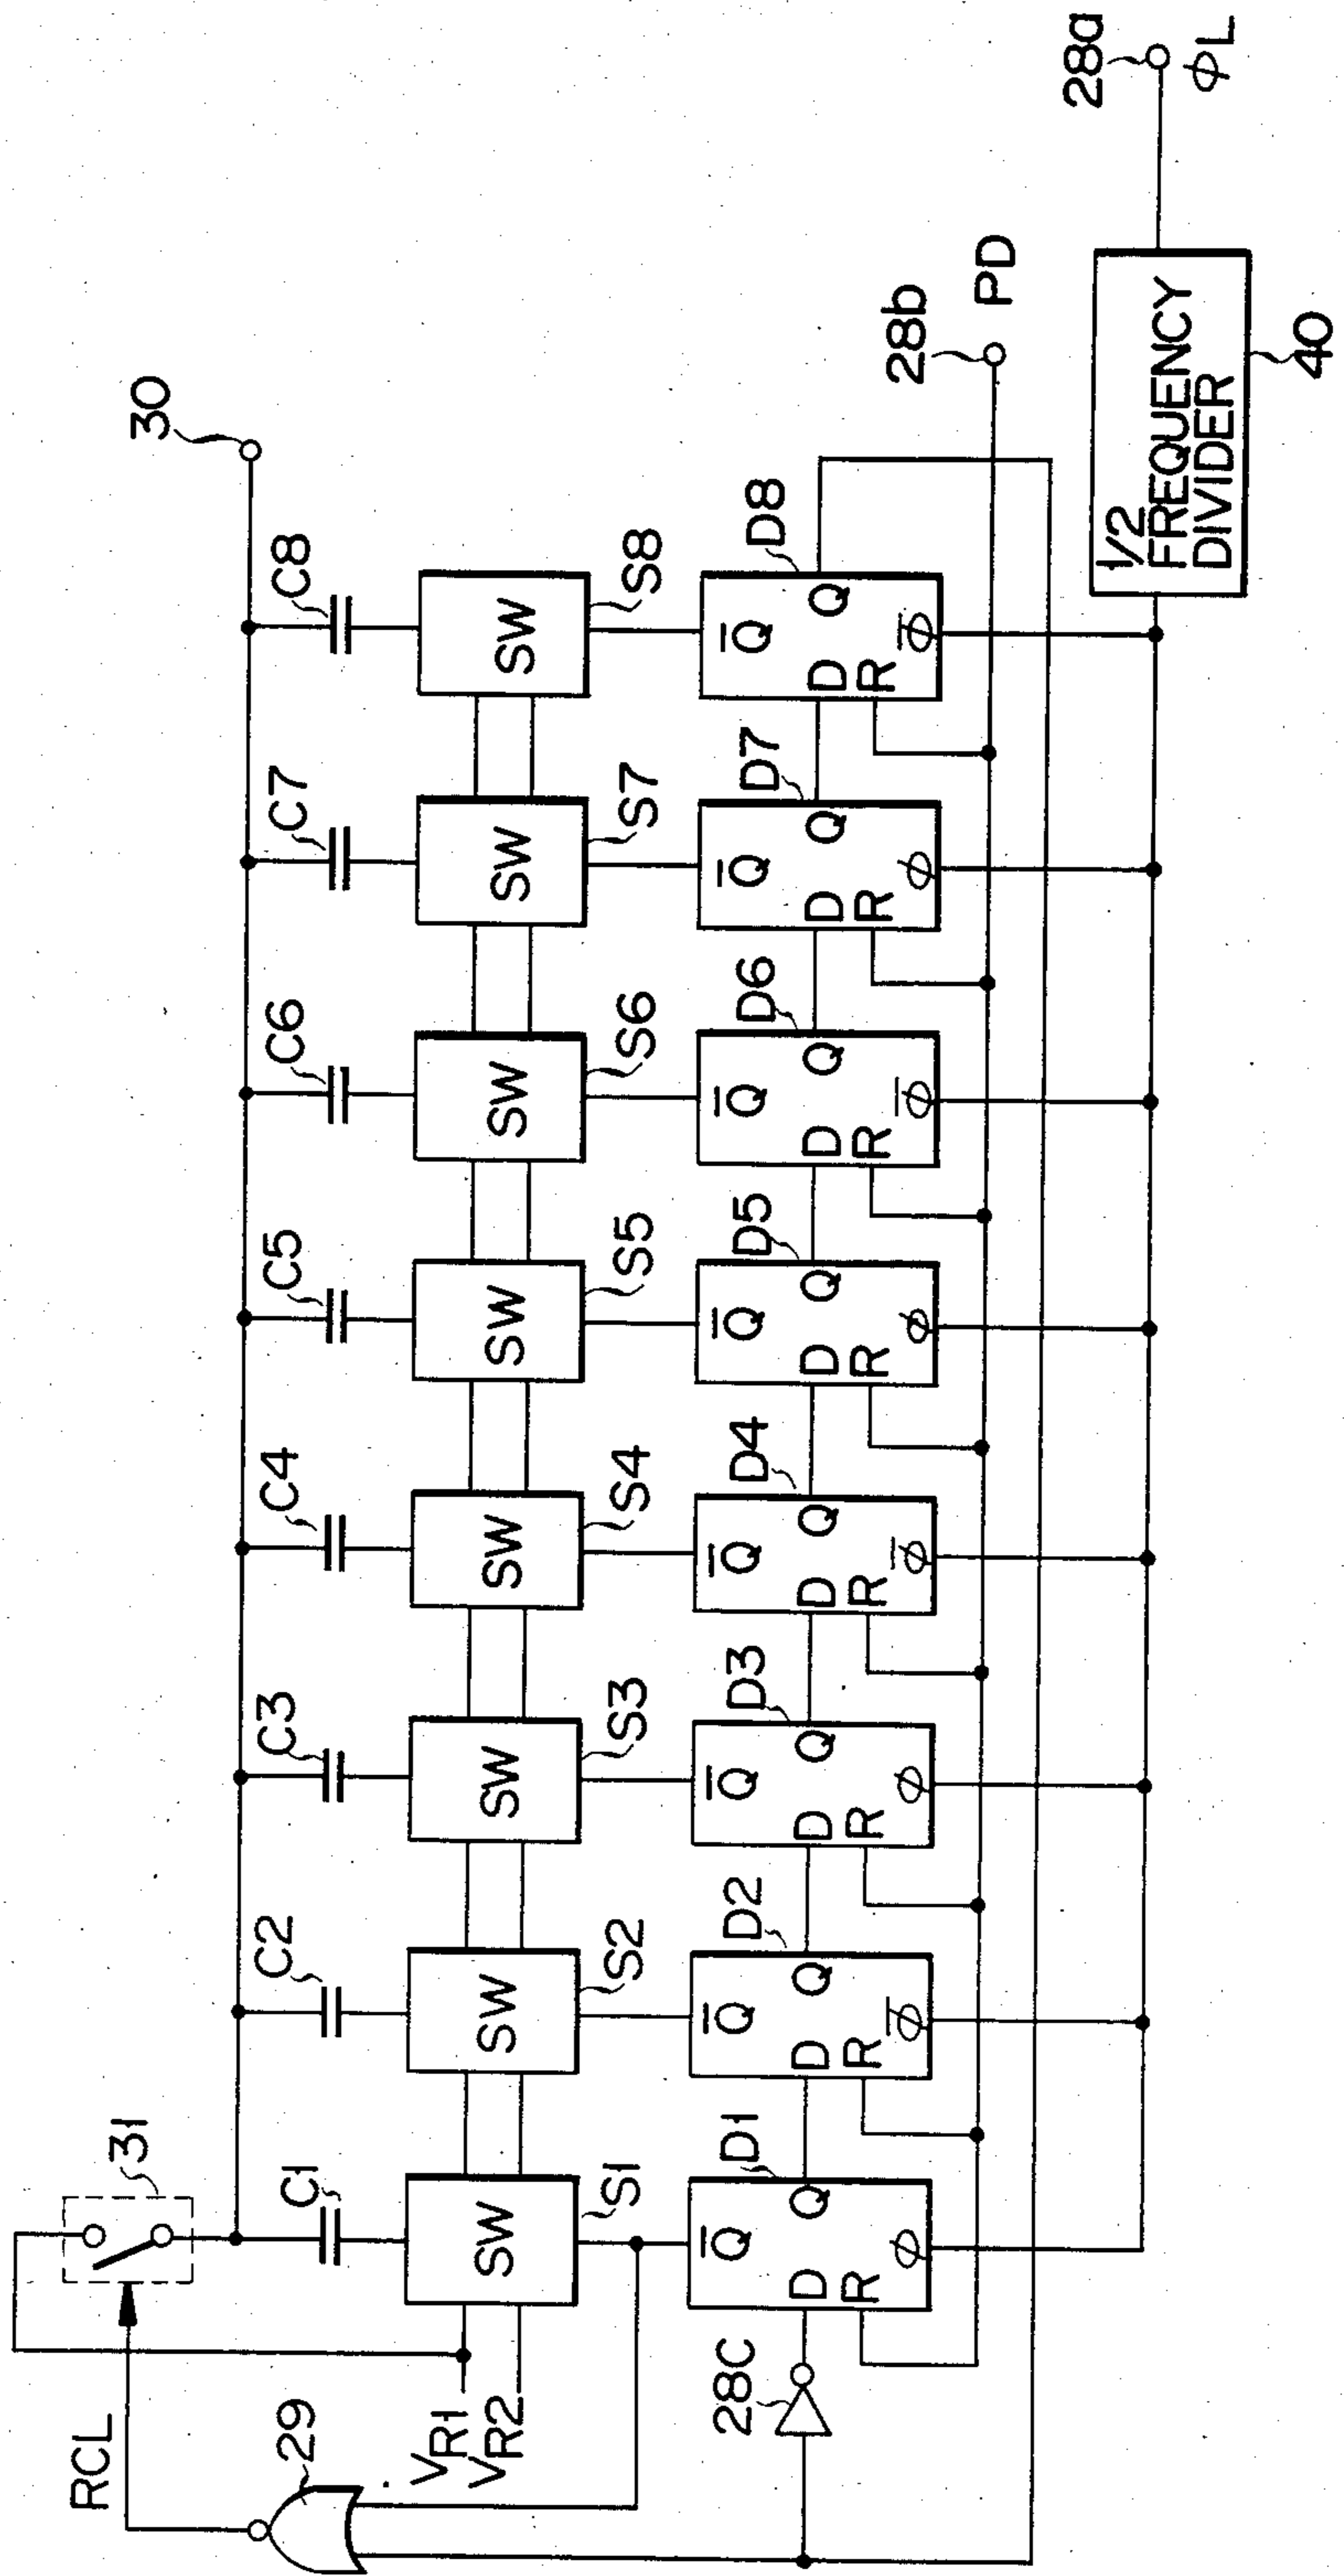 RCL
29
31
30
C1
C2
C3
C4
C5
C6
C7
C8
VR1
VR2
SW
SW
SW
SW
SW
SW
SW
SW
S1
S2
S3
S4
S5
S6
S7
S8
D1
D2
D3
D4
D5
D6
D7
D8
28C
Q̅
D
Q
R
ϕ
Q̅
D
Q
R
ϕ̅
Q̅
D
Q
R
ϕ
Q̅
D
Q
R
ϕ̅
Q̅
D
Q
R
ϕ
Q̅
D
Q
R
ϕ̅
Q̅
D
Q
R
ϕ
Q̅
D
Q
R
ϕ̅
28b
PD
1/2
FREQUENCY
DIVIDER
40
28a
ϕL